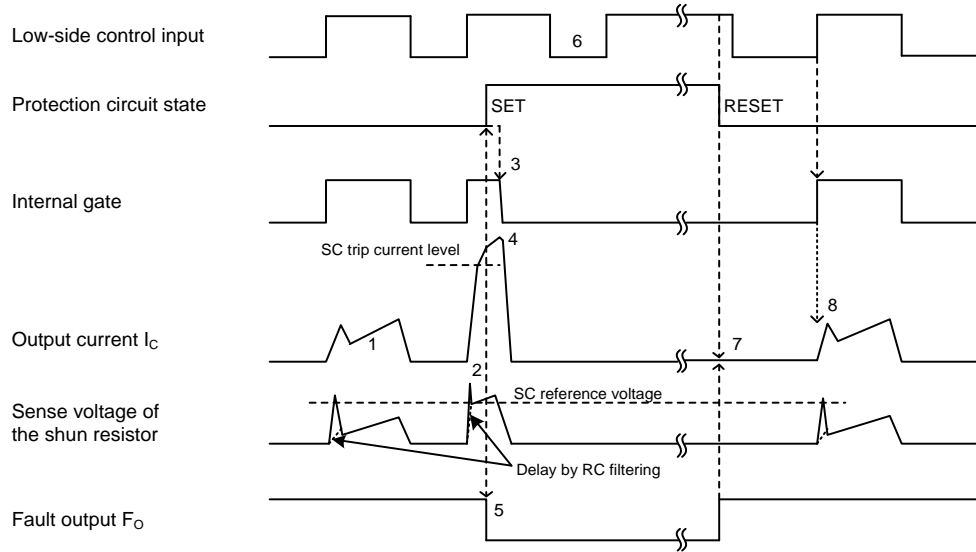 Low-side control input
6
Protection circuit state
SET
RESET
3
Internal gate
4
SC trip current level
8
Output current IC
1
7
2
SC reference voltage
Sense voltage of
the shun resistor
Delay by RC filtering
5
Fault output FO